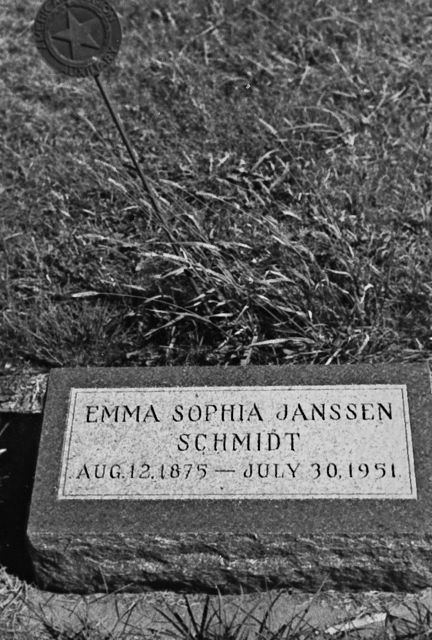 EMMA SOPHIA JANSSEN
SCHMIDT
AUG. 12, 1875 — JULY 30, 1951